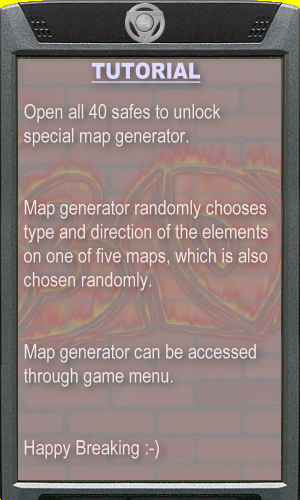 TUTORIAL
Open all 40 safes to unlock
special map generator.
Map generator randomly chooses
type and direction of the elements
on one of five maps, which is also
chosen randomly.
Map generator can be accessed
through game menu.
Happy Breaking :-)